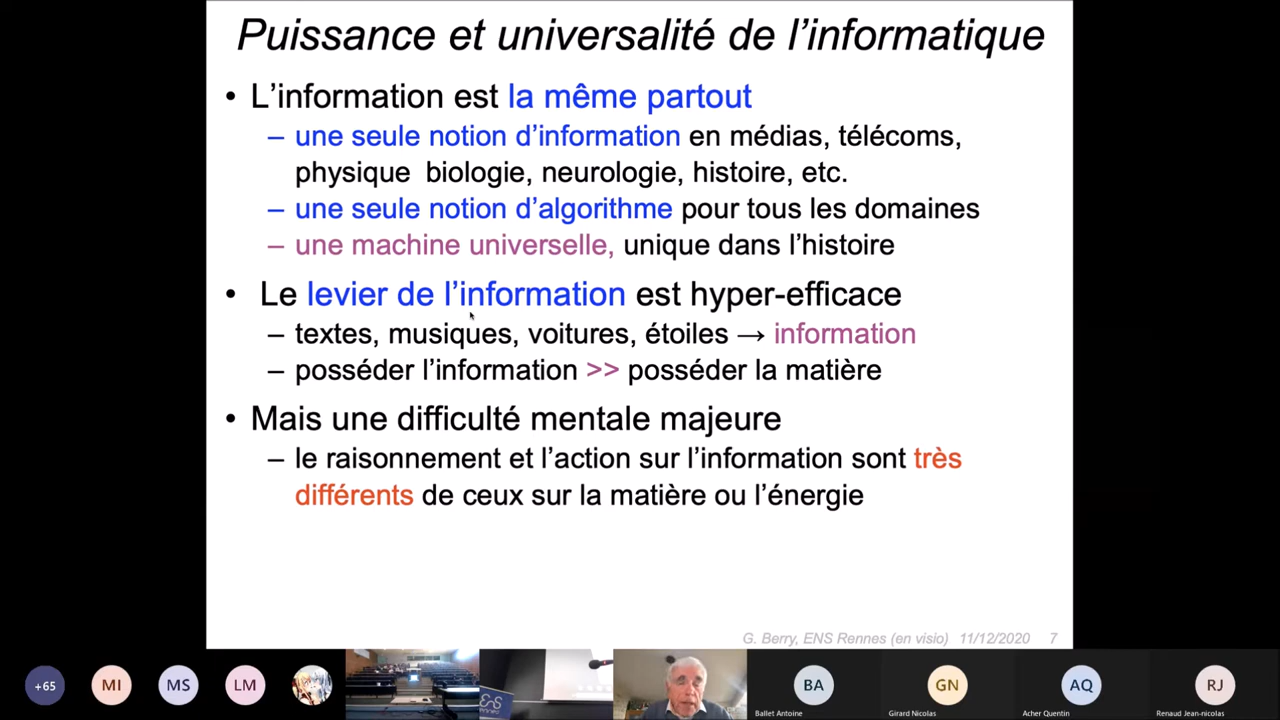 Puissance et universalité de l’informatique
• L’information est la même partout
– une seule notion d’information en médias, télécoms,
physique biologie, neurologie, histoire, etc.
– une seule notion d’algorithme pour tous les domaines
– une machine universelle, unique dans l’histoire
• Le levier de l’information est hyper-efficace
– textes, musiques, voitures, étoiles → information
– posséder l’information >> posséder la matière
• Mais une difficulté mentale majeure
– le raisonnement et l’action sur l’information sont très
différents de ceux sur la matière ou l’énergie
G. Berry, ENS Rennes (en visio) 11/12/2020 7
+65 MI MS LM BA GN AQ RJ
ens
Ballet Antoine Girard Nicolas Acher Quentin Renaud Jean-nicolas